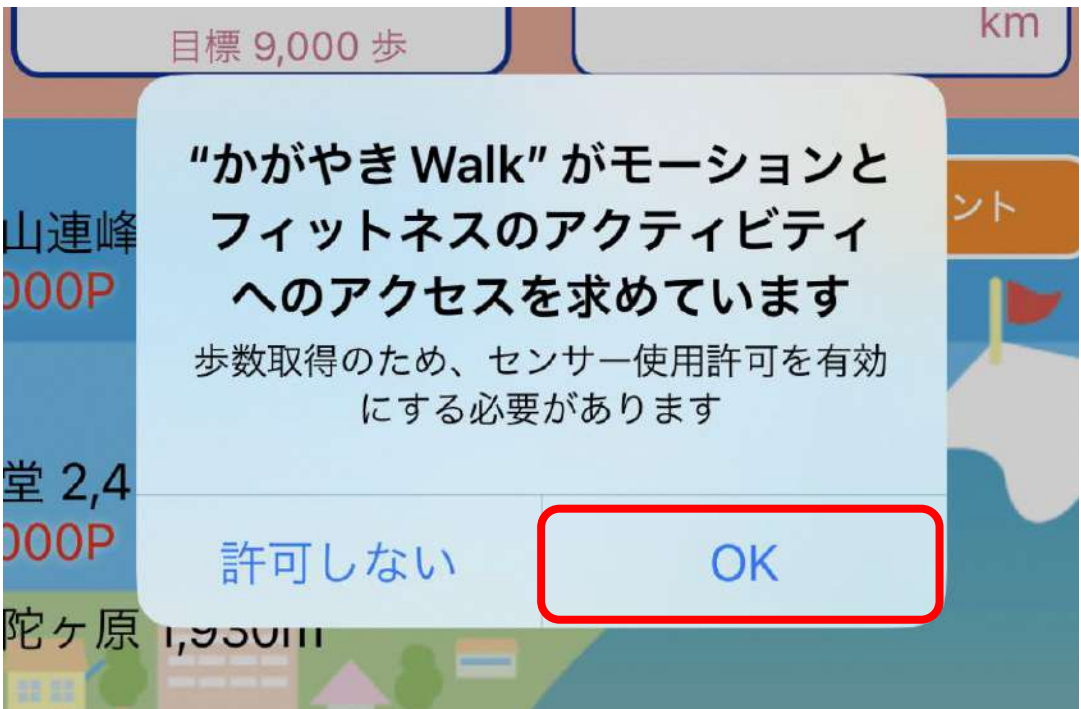 目標 9,000 歩
km
“かがやき Walk” がモーションと
フィットネスのアクティビティ
へのアクセスを求めています
歩数取得のため、センサー使用許可を有効
にする必要があります
山連峰
000P
ント
堂 2,4
000P
許可しない
OK
陀ヶ原 1,930m